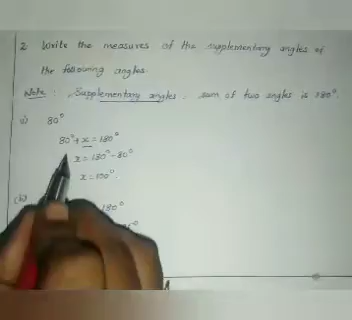 2. Write the measures of the supplementary angles of
the following angles.
Note : Supplementary angles : sum of two angles is 180°.
a) 80°
80° + x = 180°
x = 180° - 80°
x = 100°.
(b)
180°